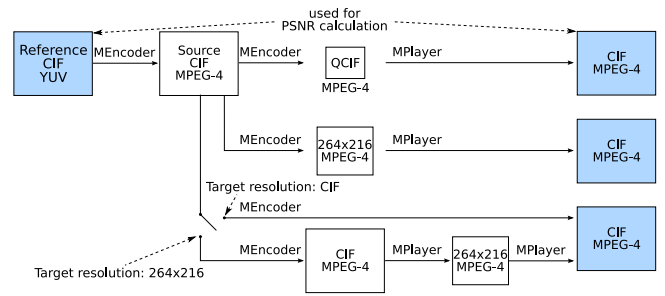 used for
PSNR calculation
Reference
CIF
YUV
MEncoder
Source
CIF
MPEG-4
MEncoder
QCIF
MPEG-4
MPlayer
CIF
MPEG-4
MEncoder
264x216
MPEG-4
MPlayer
CIF
MPEG-4
Target resolution: CIF
MEncoder
CIF
MPEG-4
Target resolution: 264x216
MEncoder
CIF
MPEG-4
MPlayer
264x216
MPEG-4
MPlayer